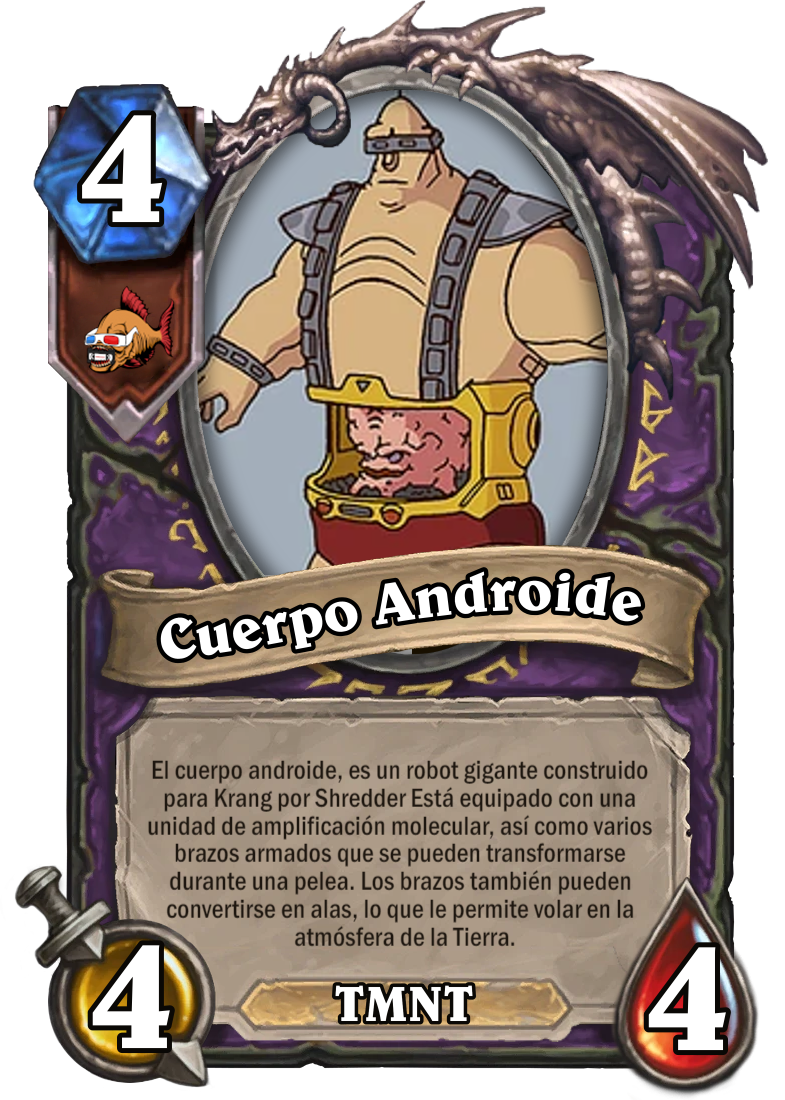 4
Cuerpo Androide
El cuerpo androide, es un robot gigante construido
para Krang por Shredder Está equipado con una
unidad de amplificación molecular, así como varios
brazos armados que se pueden transformarse
durante una pelea. Los brazos también pueden
convertirse en alas, lo que le permite volar en la
atmósfera de la Tierra.
4
TMNT
4